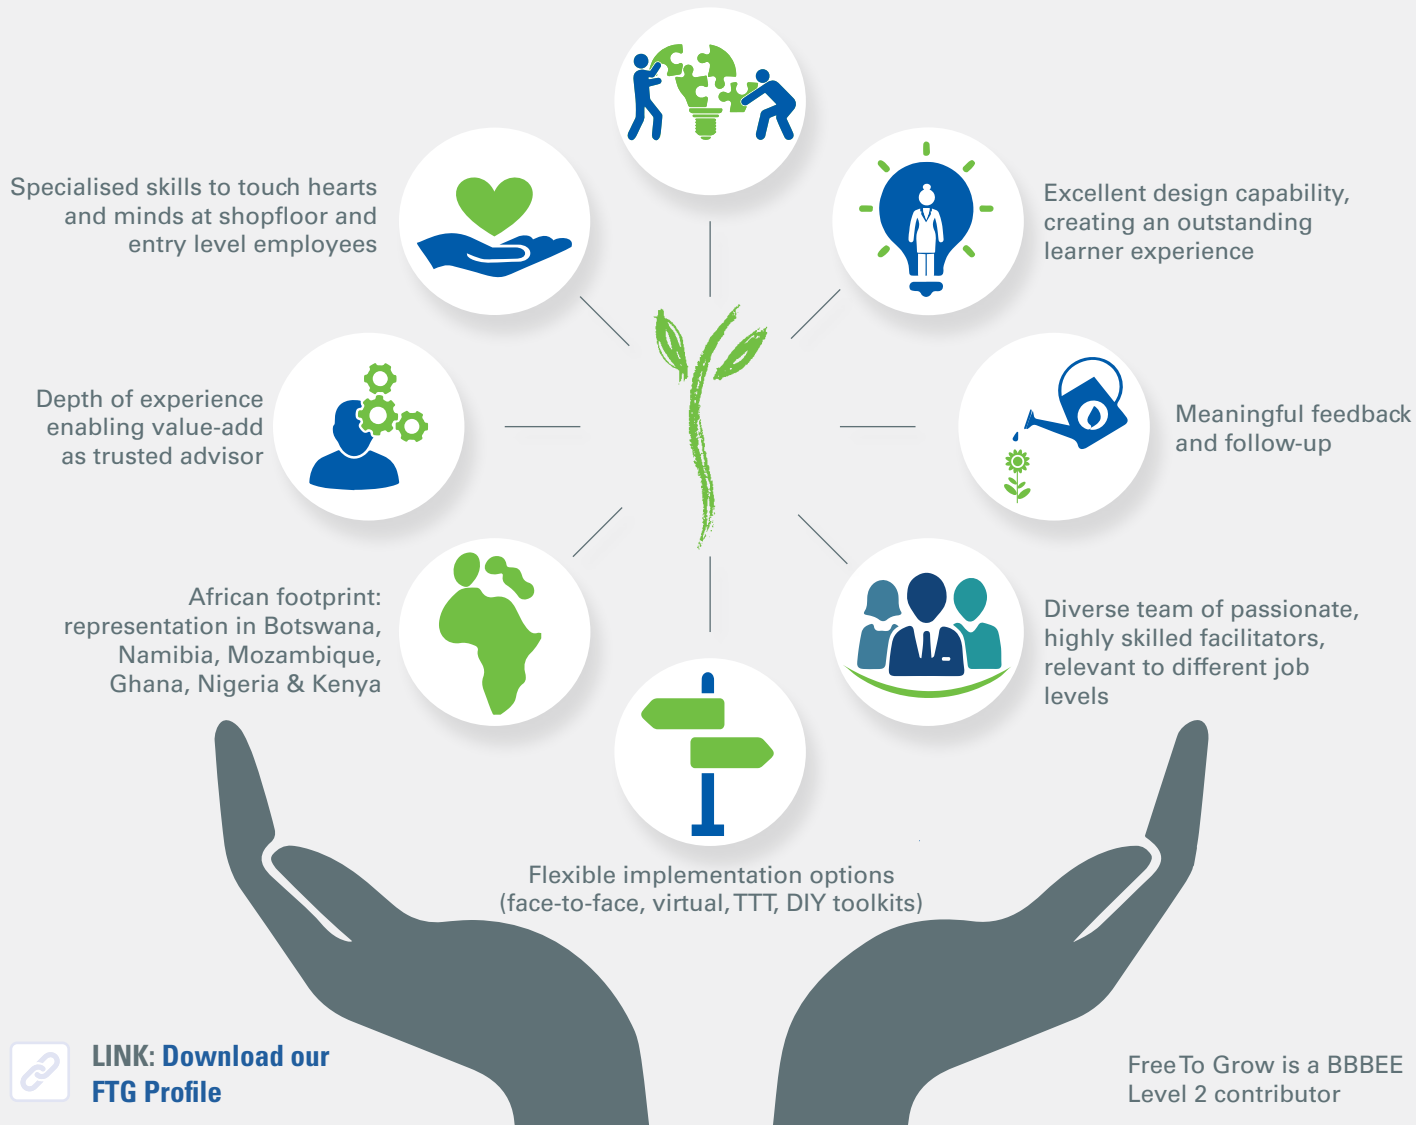 Specialised skills to touch hearts
and minds at shopfloor and
entry level employees
Excellent design capability,
creating an outstanding
learner experience
Depth of experience
enabling value-add
as trusted advisor
Meaningful feedback
and follow-up
African footprint:
representation in Botswana,
Namibia, Mozambique,
Ghana, Nigeria & Kenya
Diverse team of passionate,
highly skilled facilitators,
relevant to different job
levels
Flexible implementation options
(face-to-face, virtual, TTT, DIY toolkits)
LINK: Download our
FTG Profile
Free To Grow is a BBBEE
Level 2 contributor